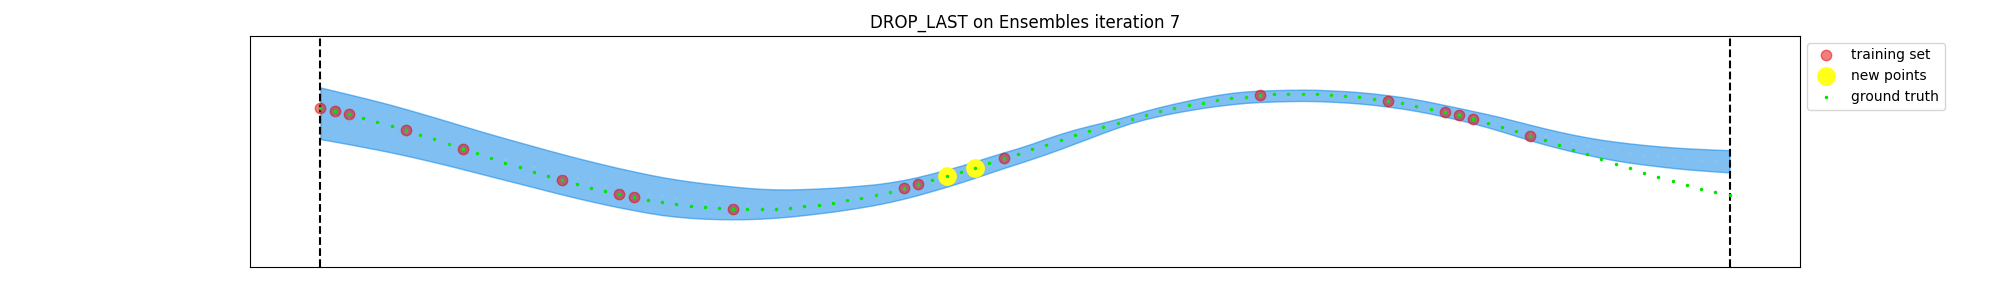 DROP_LAST on Ensembles iteration 7
training set
new points
ground truth